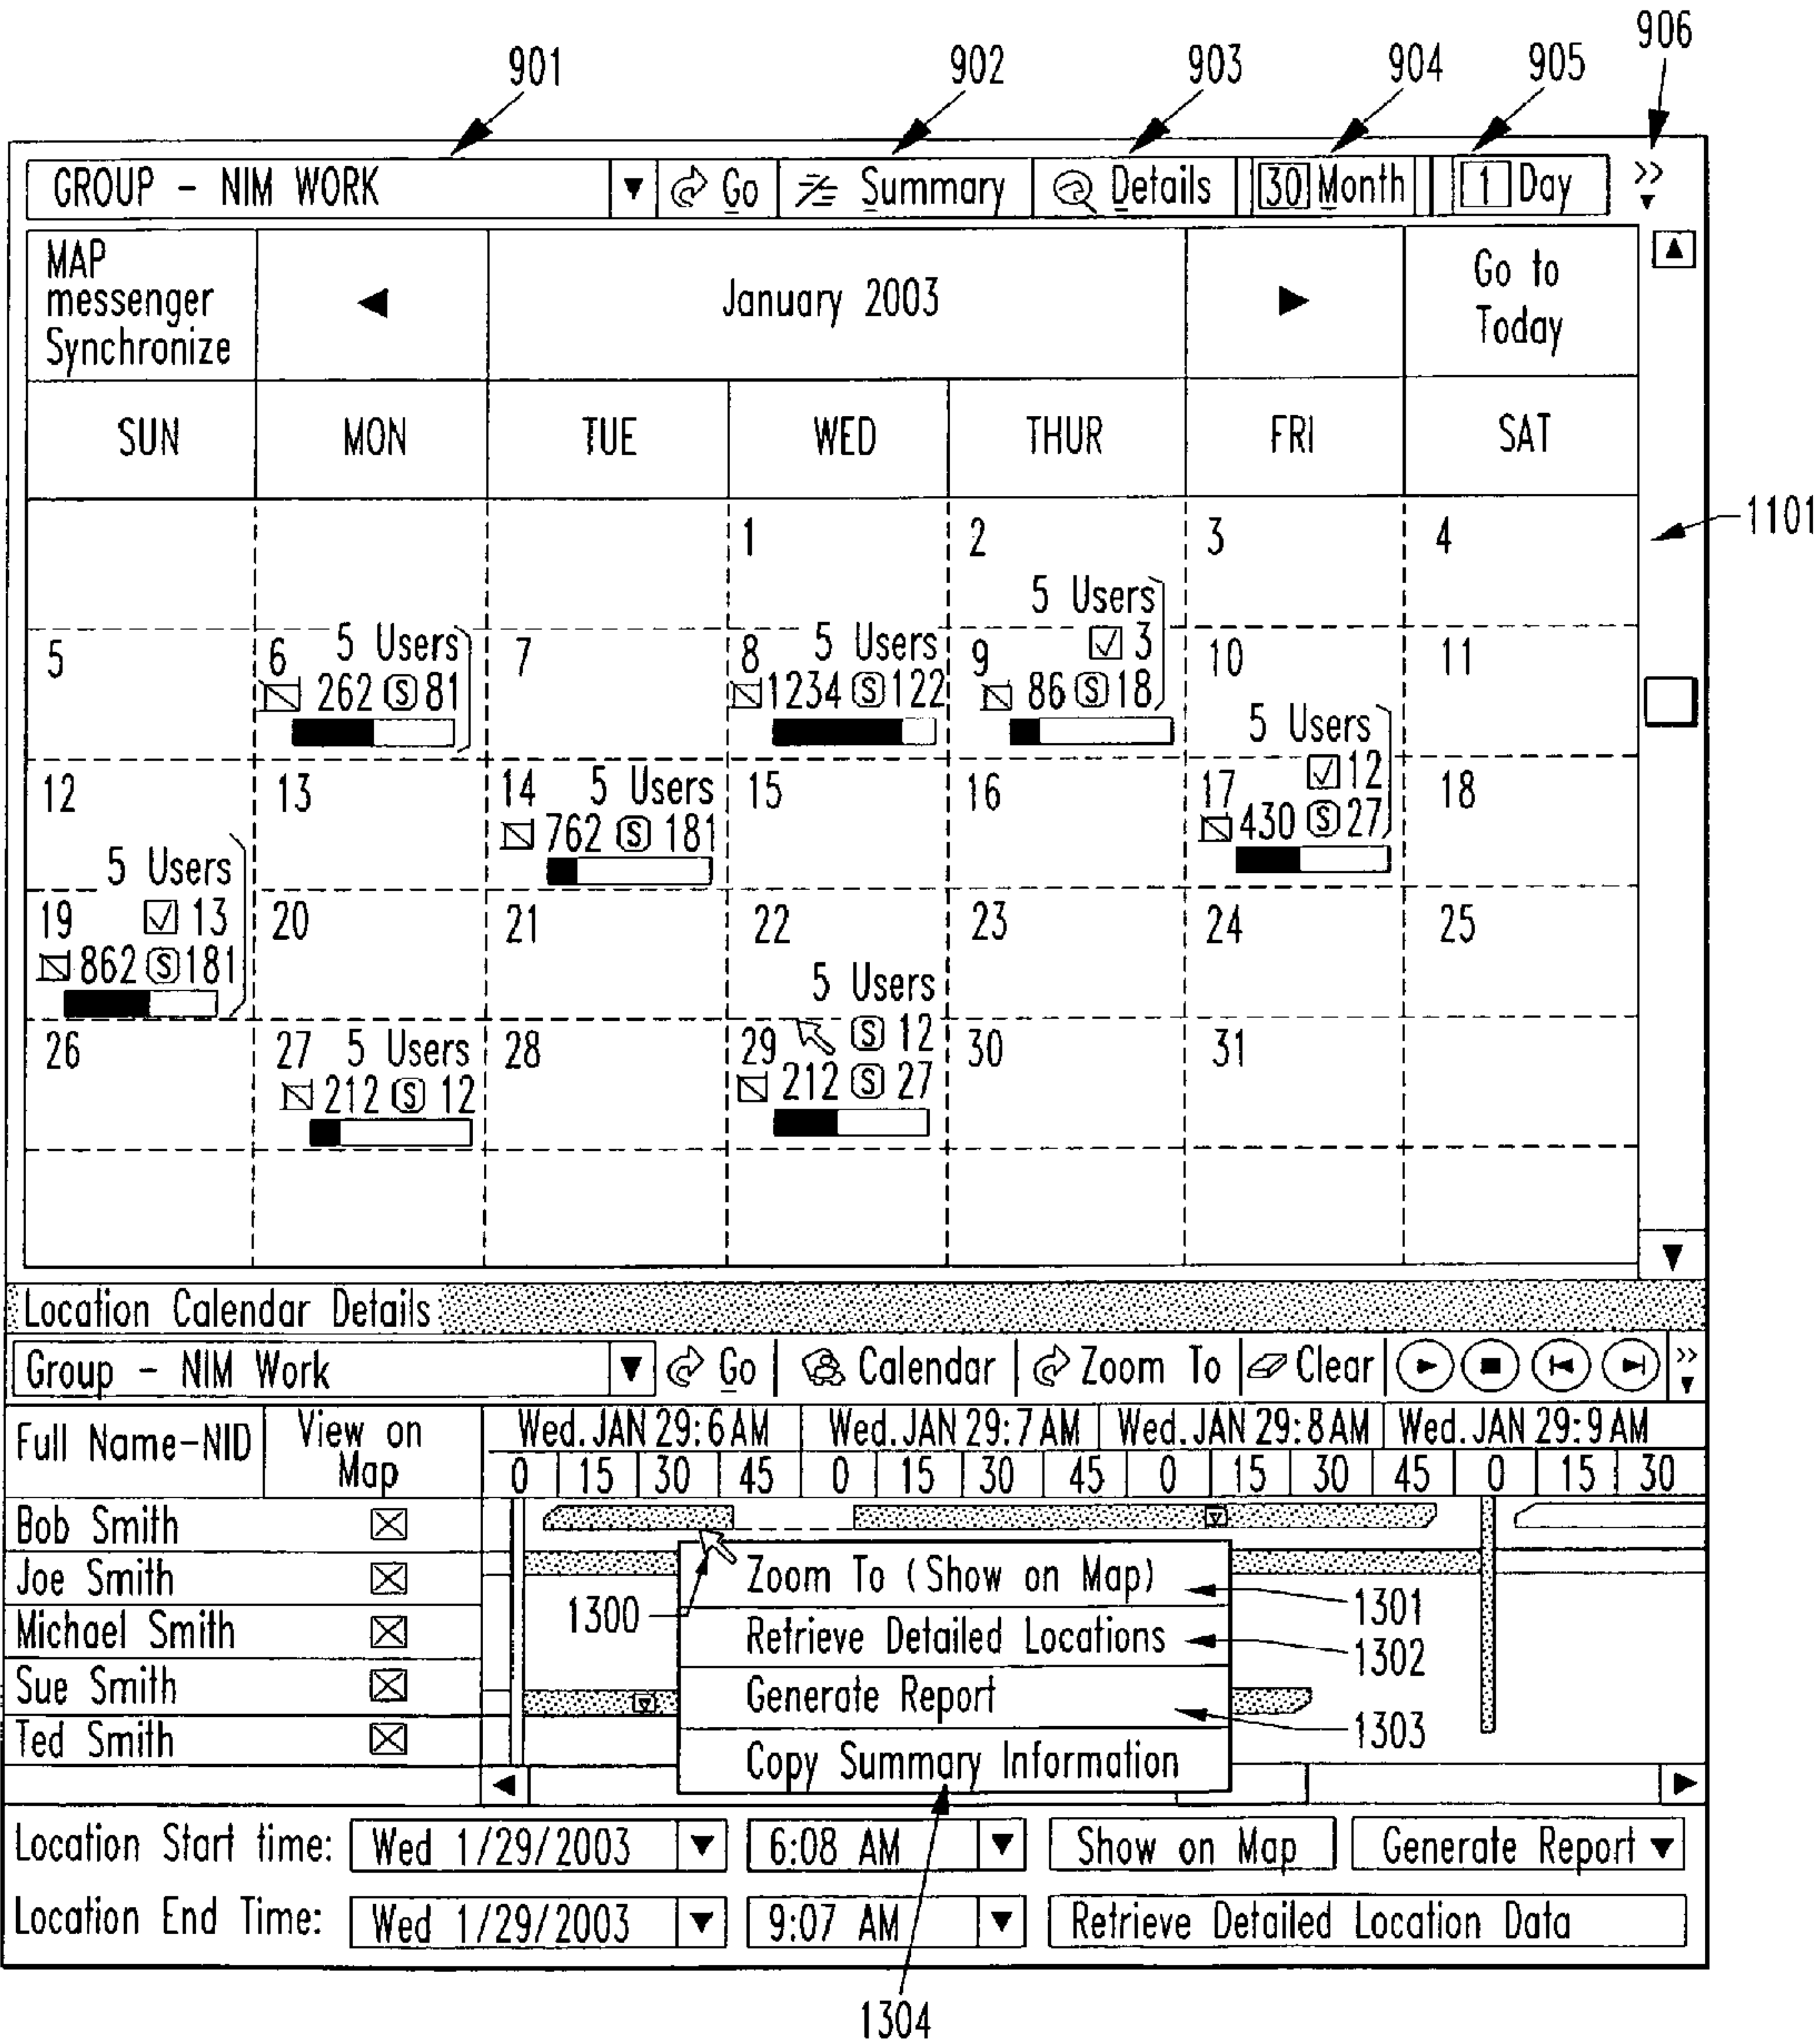 906
901 902 903 904 905
GROUP - NIM WORK Go Summary Details 30 Month 1 Day >>
MAP messenger Synchronize
January 2003
Go to Today
SUN MON TUE WED THUR FRI SAT
1101
1 2 3 4
5 Users
3
5 6 5 Users 7 8 5 Users 9 10 11
262 S 81 1234 S 122 86 S 18
5 Users
12
12 13 14 5 Users 15 16 17 18
762 S 181 430 S 27
5 Users
19 13 20 21 22 23 24 25
862 S 181
5 Users
S 12
26 27 5 Users 28 29 30 31
212 S 12 212 S 27
Location Calendar Details
Group - NIM Work Go Calendar Zoom To Clear >>
Full Name-NID View on Map
Wed. JAN 29:6 AM Wed. JAN 29:7 AM Wed. JAN 29:8 AM Wed. JAN 29:9 AM
0 15 30 45 0 15 30 45 0 15 30 45 0 15 30
Bob Smith
Joe Smith
Michael Smith
Sue Smith
Ted Smith
1300
Zoom To (Show on Map) 1301
Retrieve Detailed Locations 1302
Generate Report 1303
Copy Summary Information
Location Start time: Wed 1/29/2003 6:08 AM Show on Map Generate Report
Location End Time: Wed 1/29/2003 9:07 AM Retrieve Detailed Location Data
1304